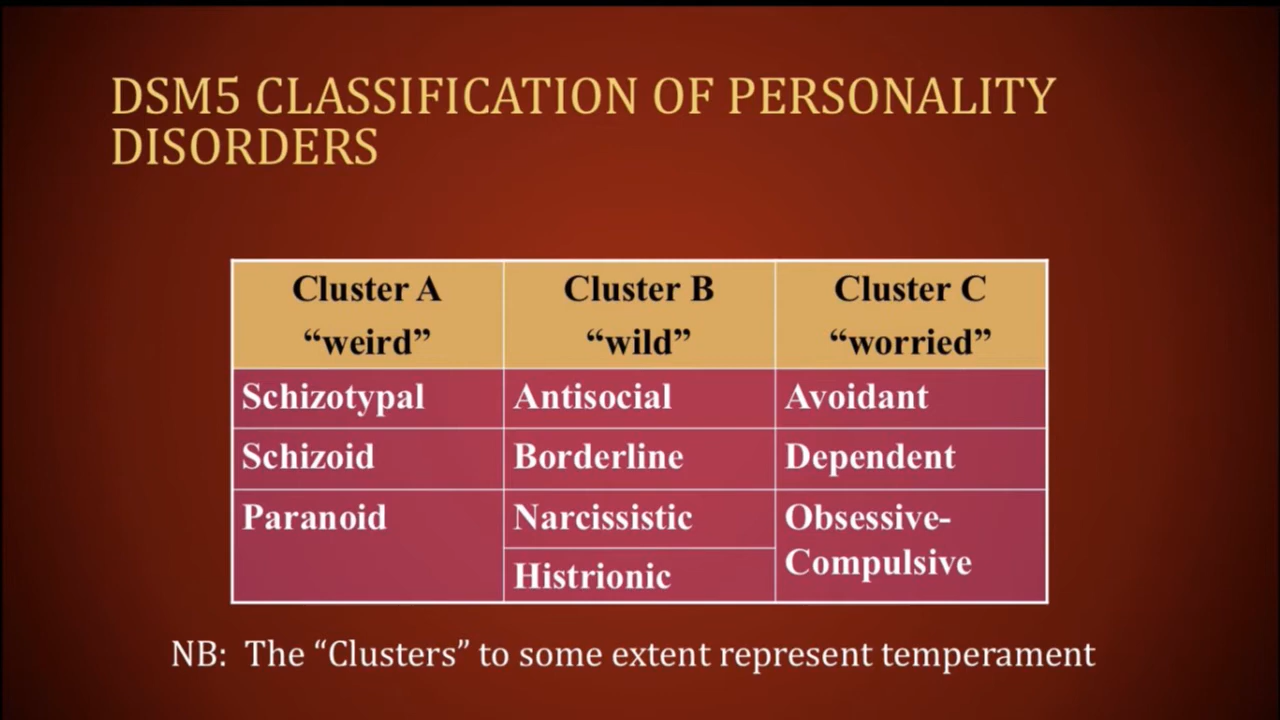 DSM5 CLASSIFICATION OF PERSONALITY
DISORDERS
Cluster A
“weird”
Cluster B
“wild”
Cluster C
“worried”
Schizotypal
Antisocial
Avoidant
Schizoid
Borderline
Dependent
Paranoid
Narcissistic
Obsessive-
Compulsive
Histrionic
NB: The “Clusters” to some extent represent temperament